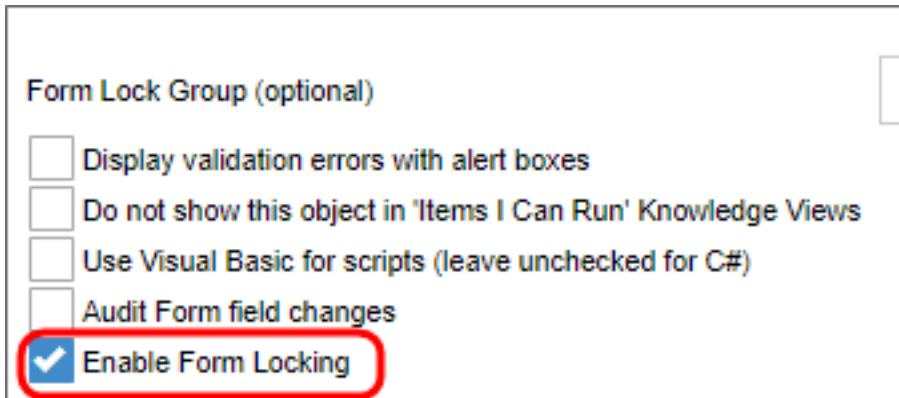 Form Lock Group (optional)
Display validation errors with alert boxes
Do not show this object in 'Items I Can Run' Knowledge Views
Use Visual Basic for scripts (leave unchecked for C#)
Audit Form field changes
Enable Form Locking